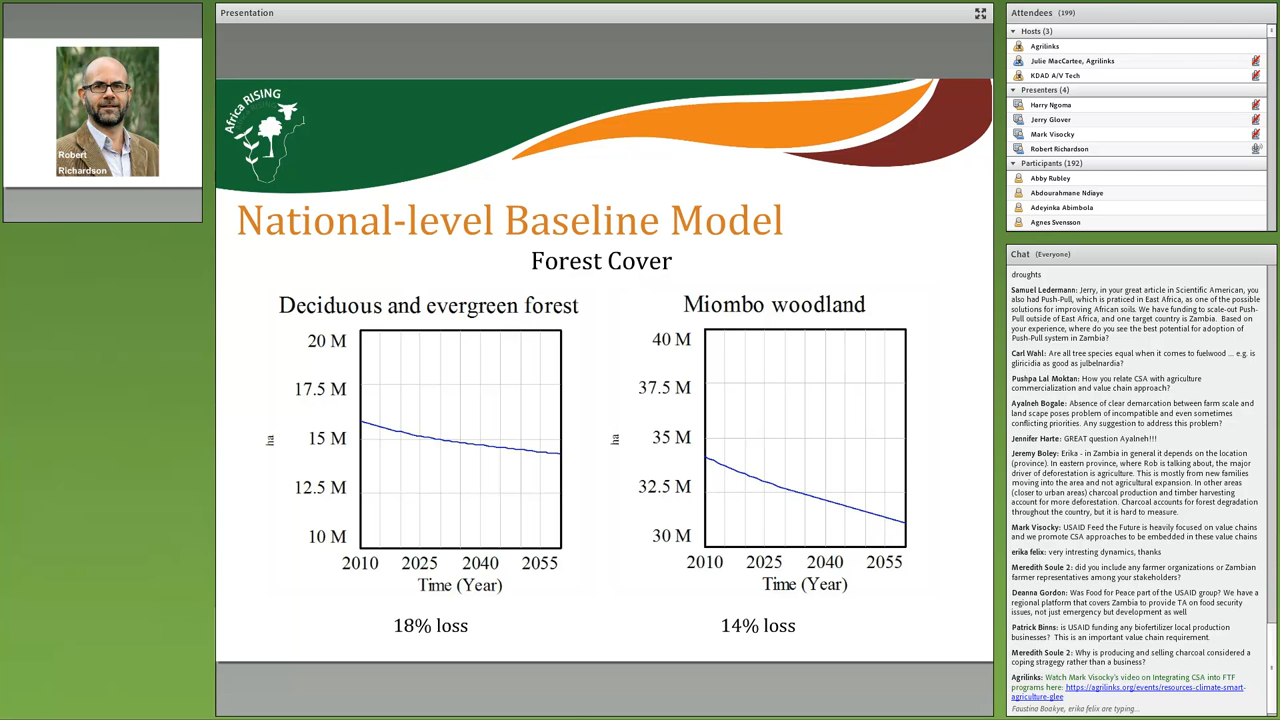 Presentation
Robert
Richardson
Africa RISING
National-level Baseline Model
Forest Cover
Deciduous and evergreen forest
20 M
17.5 M
15 M
12.5 M
10 M
ha
2010 2025 2040 2055
Time (Year)
18% loss
Miombo woodland
40 M
37.5 M
35 M
32.5 M
30 M
ha
2010 2025 2040 2055
Time (Year)
14% loss
Attendees (199)
Hosts (3)
Agrilinks
Julie MacCartee, Agrilinks
KDAD A/V Tech
Presenters (4)
Harry Ngoma
Jerry Glover
Mark Visocky
Robert Richardson
Participants (192)
Abby Rubley
Abdourahmane Ndiaye
Adeyinka Abimbola
Agnes Svensson
Chat (Everyone)
droughts
Samuel Ledermann: Jerry, in your great article in Scientific American, you
also had Push-Pull, which is praticed in East Africa, as one of the possible
solutions for improving African soils. We have funding to scale-out Push-
Pull outside of East Africa, and one target country is Zambia. Based on
your experience, where do you see the best potential for adoption of
Push-Pull system in Zambia?
Carl Wahl: Are all tree species equal when it comes to fuelwood ... e.g. is
gliricidia as good as julbelnardia?
Pushpa Lal Moktan: How you relate CSA with agriculture
commercialization and value chain approach?
Ayalneh Bogale: Absence of clear demarcation between farm scale and
land scape poses problem of incompatible and even sometimes
conflicting priorities. Any suggestion to address this problem?
Jennifer Harte: GREAT question Ayalneh!!!
Jeremy Boley: Erika - in Zambia in general it depends on the location
(province). In eastern province, where Rob is talking about, the major
driver of deforestation is agriculture. This is mostly from new families
moving into the area and not agricultural expansion. In other areas
(closer to urban areas) charcoal production and timber harvesting
account for more deforestation. Charcoal accounts for forest degradation
throughout the country, but it is hard to measure.
Mark Visocky: USAID Feed the Future is heavily focused on value chains
and we promote CSA approaches to be embedded in these value chains
erika felix: very intresting dynamics, thanks
Meredith Soule 2: did you include any farmer organizations or Zambian
farmer representatives among your stakeholders?
Deanna Gordon: Was Food for Peace part of the USAID group? We have a
regional platform that covers Zambia to provide TA on food security
issues, not just emergency but development as well
Patrick Binns: is USAID funding any biofertilizer local production
businesses? This is an important value chain requirement.
Meredith Soule 2: Why is producing and selling charcoal considered a
coping stragegy rather than a business?
Agrilinks: Watch Mark Visocky's video on Integrating CSA into FTF
programs here: https://agrilinks.org/events/resources-climate-smart-
agriculture-glee
Faustina Boakye, erika felix are typing...